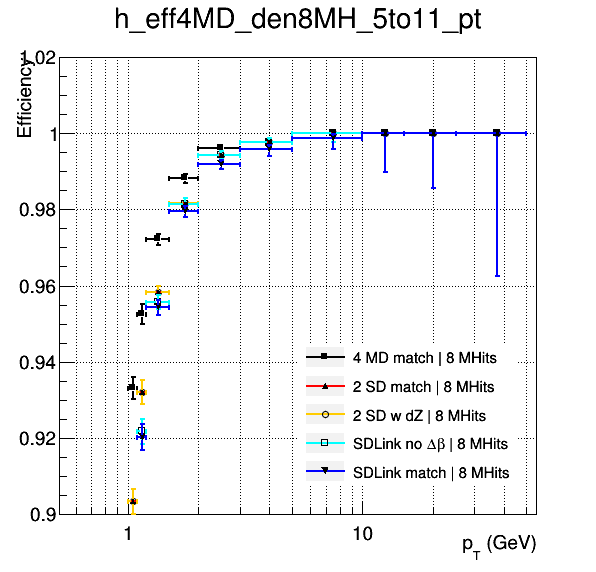 h_eff4MD_den8MH_5to11_pt
Efficiency
1.02
1
0.98
0.96
0.94
0.92
0.9
4 MD match | 8 MHits
2 SD match | 8 MHits
2 SD w dZ | 8 MHits
SDLink no Δβ | 8 MHits
SDLink match | 8 MHits
1
10
p_T (GeV)